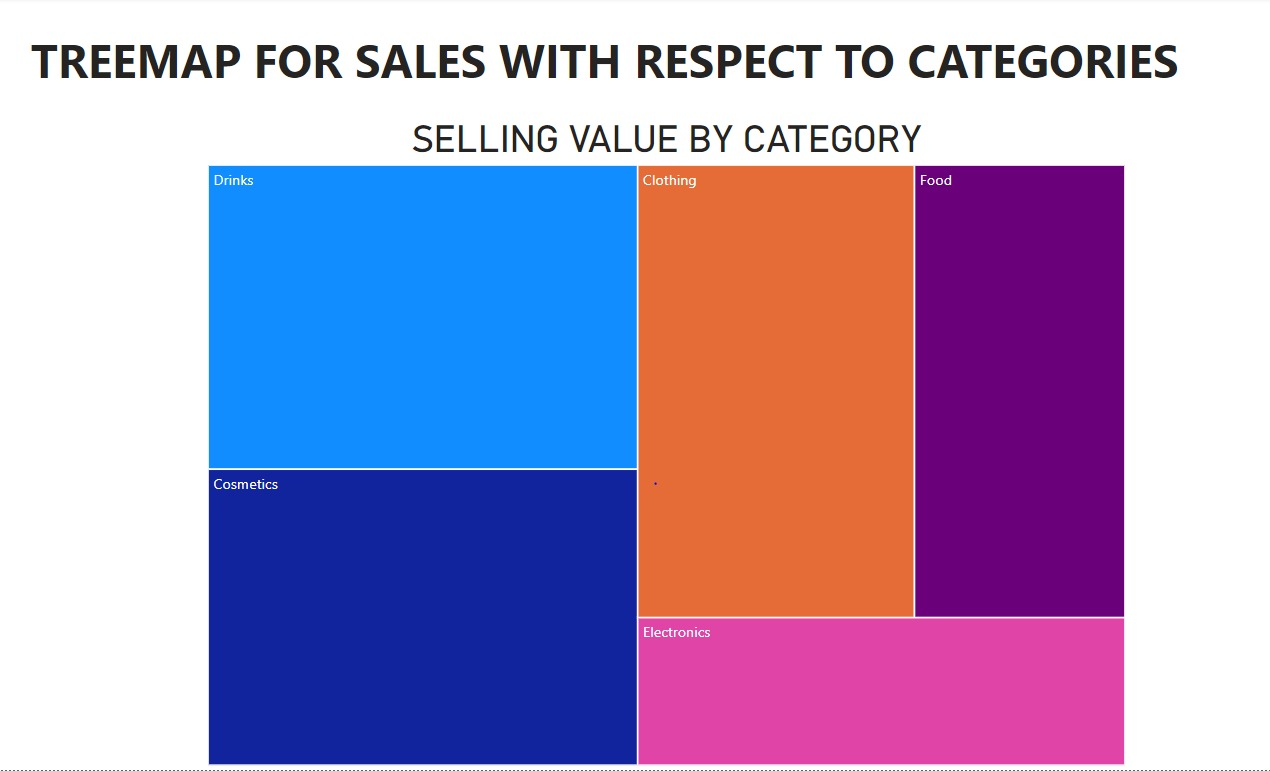 TREEMAP FOR SALES WITH RESPECT TO CATEGORIES
SELLING VALUE BY CATEGORY
Drinks
Clothing
Food
Cosmetics
Electronics